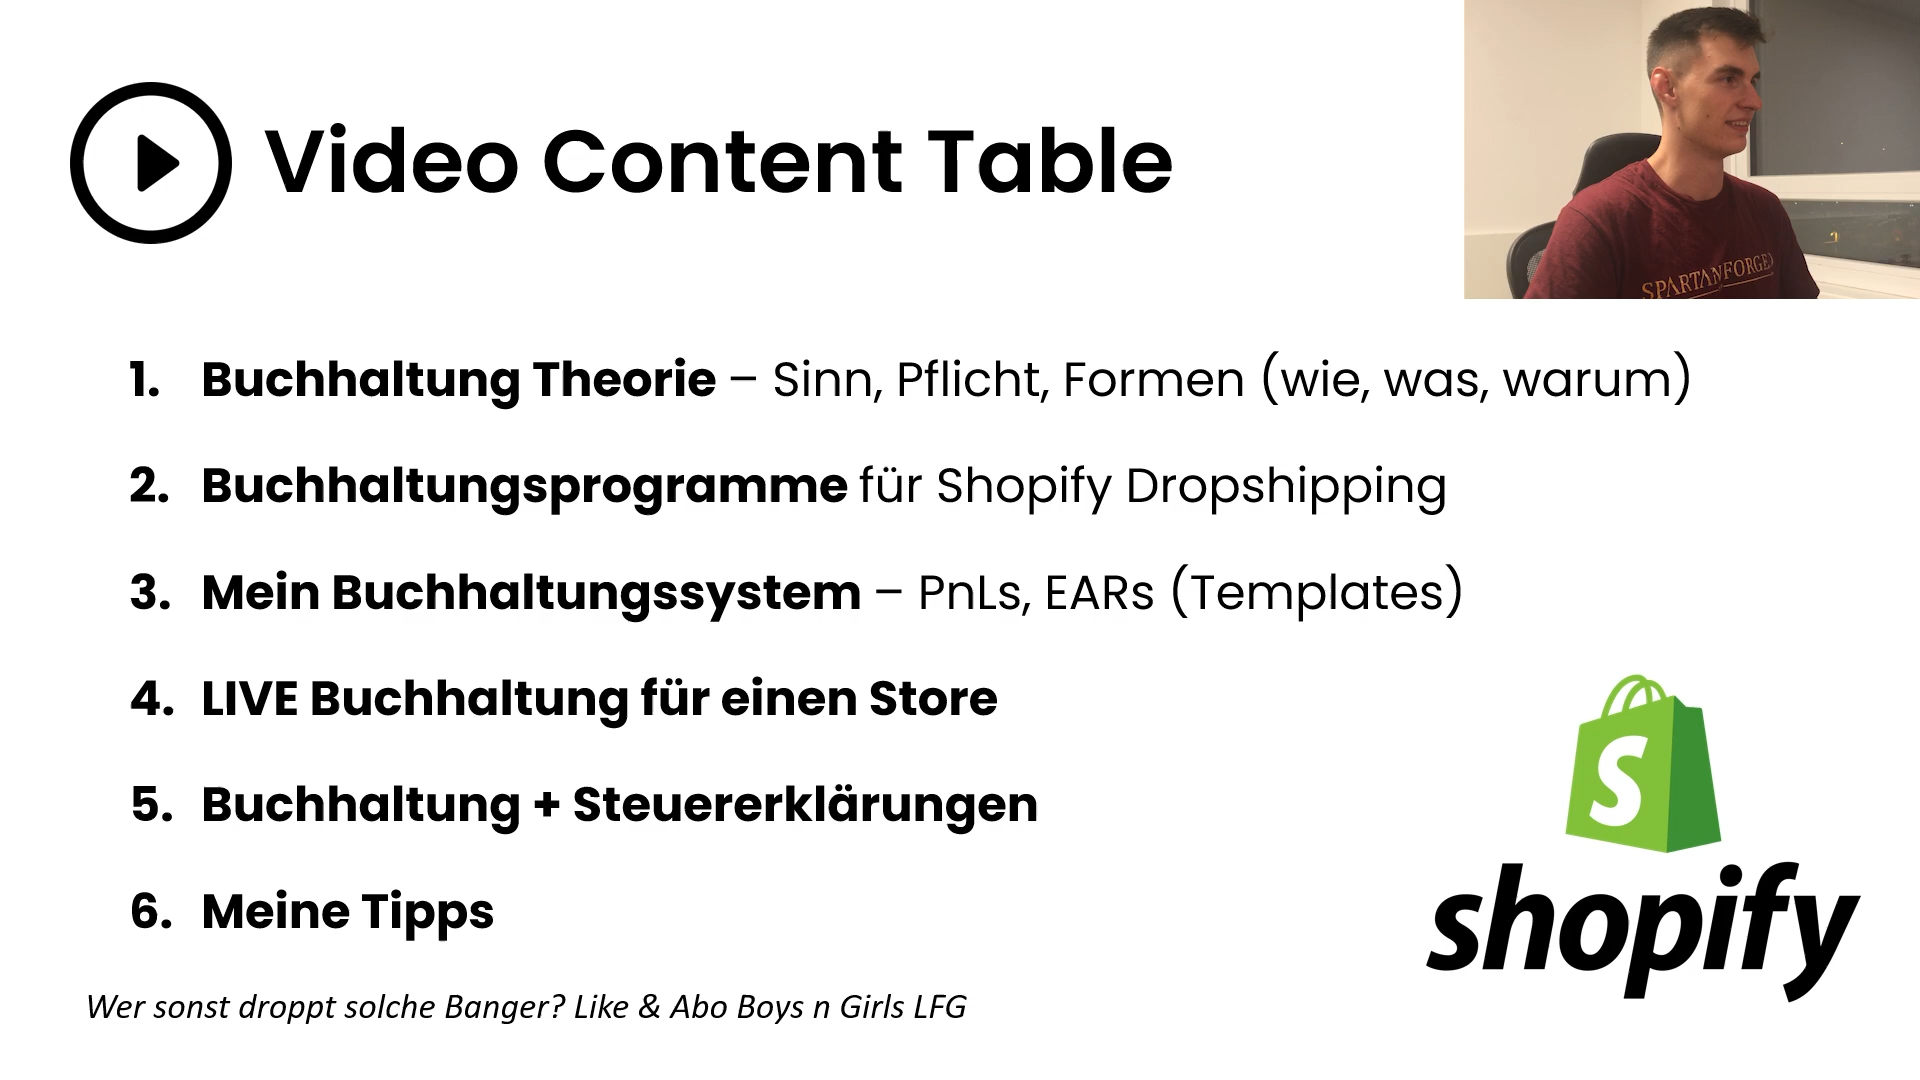 Video Content Table
SPARTANFORGED
1. Buchhaltung Theorie – Sinn, Pflicht, Formen (wie, was, warum)
2. Buchhaltungsprogramme für Shopify Dropshipping
3. Mein Buchhaltungssystem – PnLs, EARs (Templates)
4. LIVE Buchhaltung für einen Store
5. Buchhaltung + Steuererklärungen
6. Meine Tipps
S
shopify
Wer sonst droppt solche Banger? Like & Abo Boys n Girls LFG